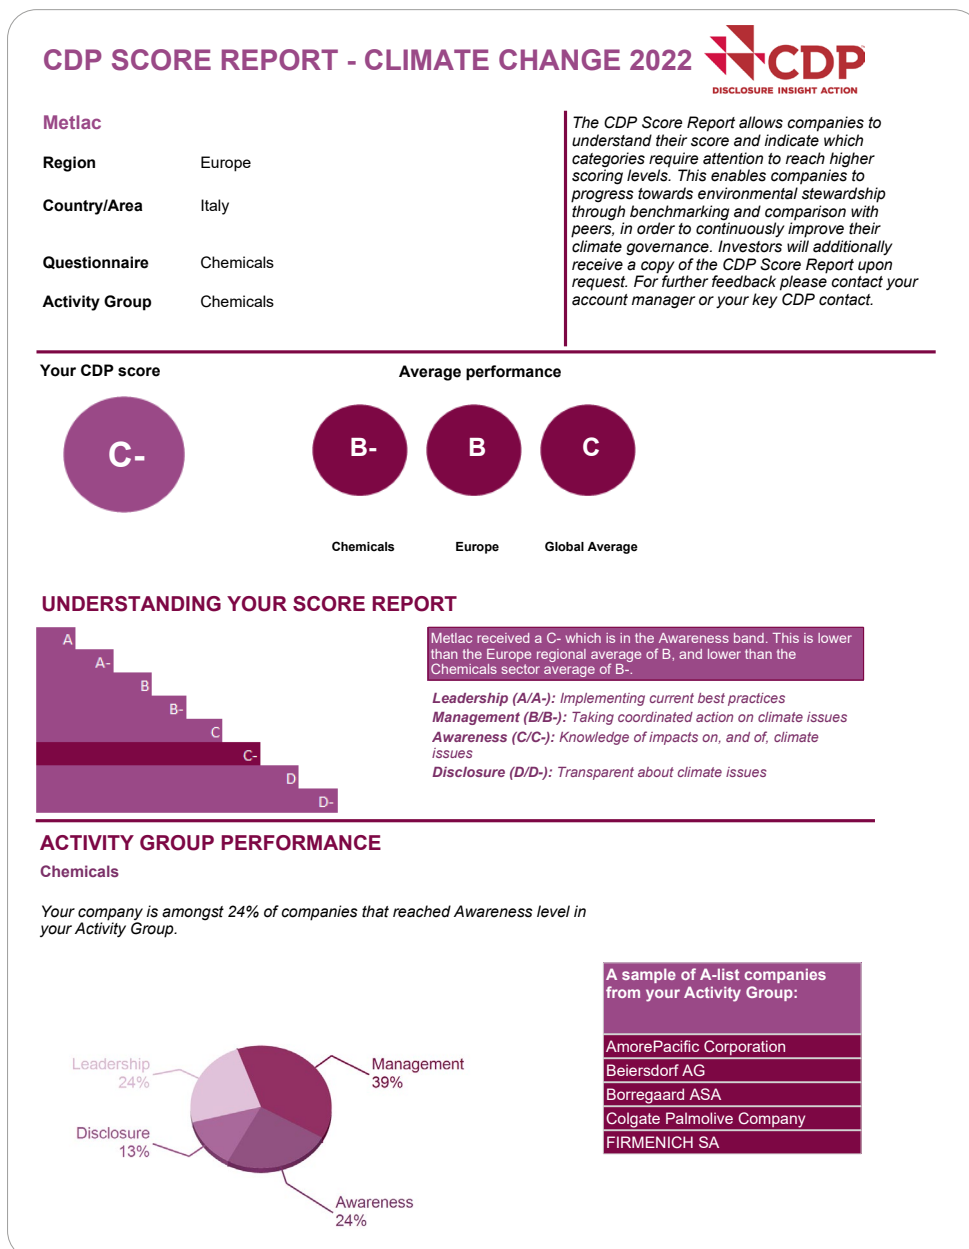 CDP SCORE REPORT - CLIMATE CHANGE 2022
CDP
DISCLOSURE INSIGHT ACTION
Metlac
Region Europe
Country/Area Italy
Questionnaire Chemicals
Activity Group Chemicals
The CDP Score Report allows companies to
understand their score and indicate which
categories require attention to reach higher
scoring levels. This enables companies to
progress towards environmental stewardship
through benchmarking and comparison with
peers, in order to continuously improve their
climate governance. Investors will additionally
receive a copy of the CDP Score Report upon
request. For further feedback please contact your
account manager or your key CDP contact.
Your CDP score
Average performance
C-
B-
B
C
Chemicals
Europe
Global Average
UNDERSTANDING YOUR SCORE REPORT
A
A-
B
B-
C
C-
D
D-
Metlac received a C- which is in the Awareness band. This is lower
than the Europe regional average of B, and lower than the
Chemicals sector average of B-.
Leadership (A/A-): Implementing current best practices
Management (B/B-): Taking coordinated action on climate issues
Awareness (C/C-): Knowledge of impacts on, and of, climate
issues
Disclosure (D/D-): Transparent about climate issues
ACTIVITY GROUP PERFORMANCE
Chemicals
Your company is amongst 24% of companies that reached Awareness level in
your Activity Group.
Leadership
24%
Management
39%
Disclosure
13%
Awareness
24%
A sample of A-list companies
from your Activity Group:
AmorePacific Corporation
Beiersdorf AG
Borregaard ASA
Colgate Palmolive Company
FIRMENICH SA